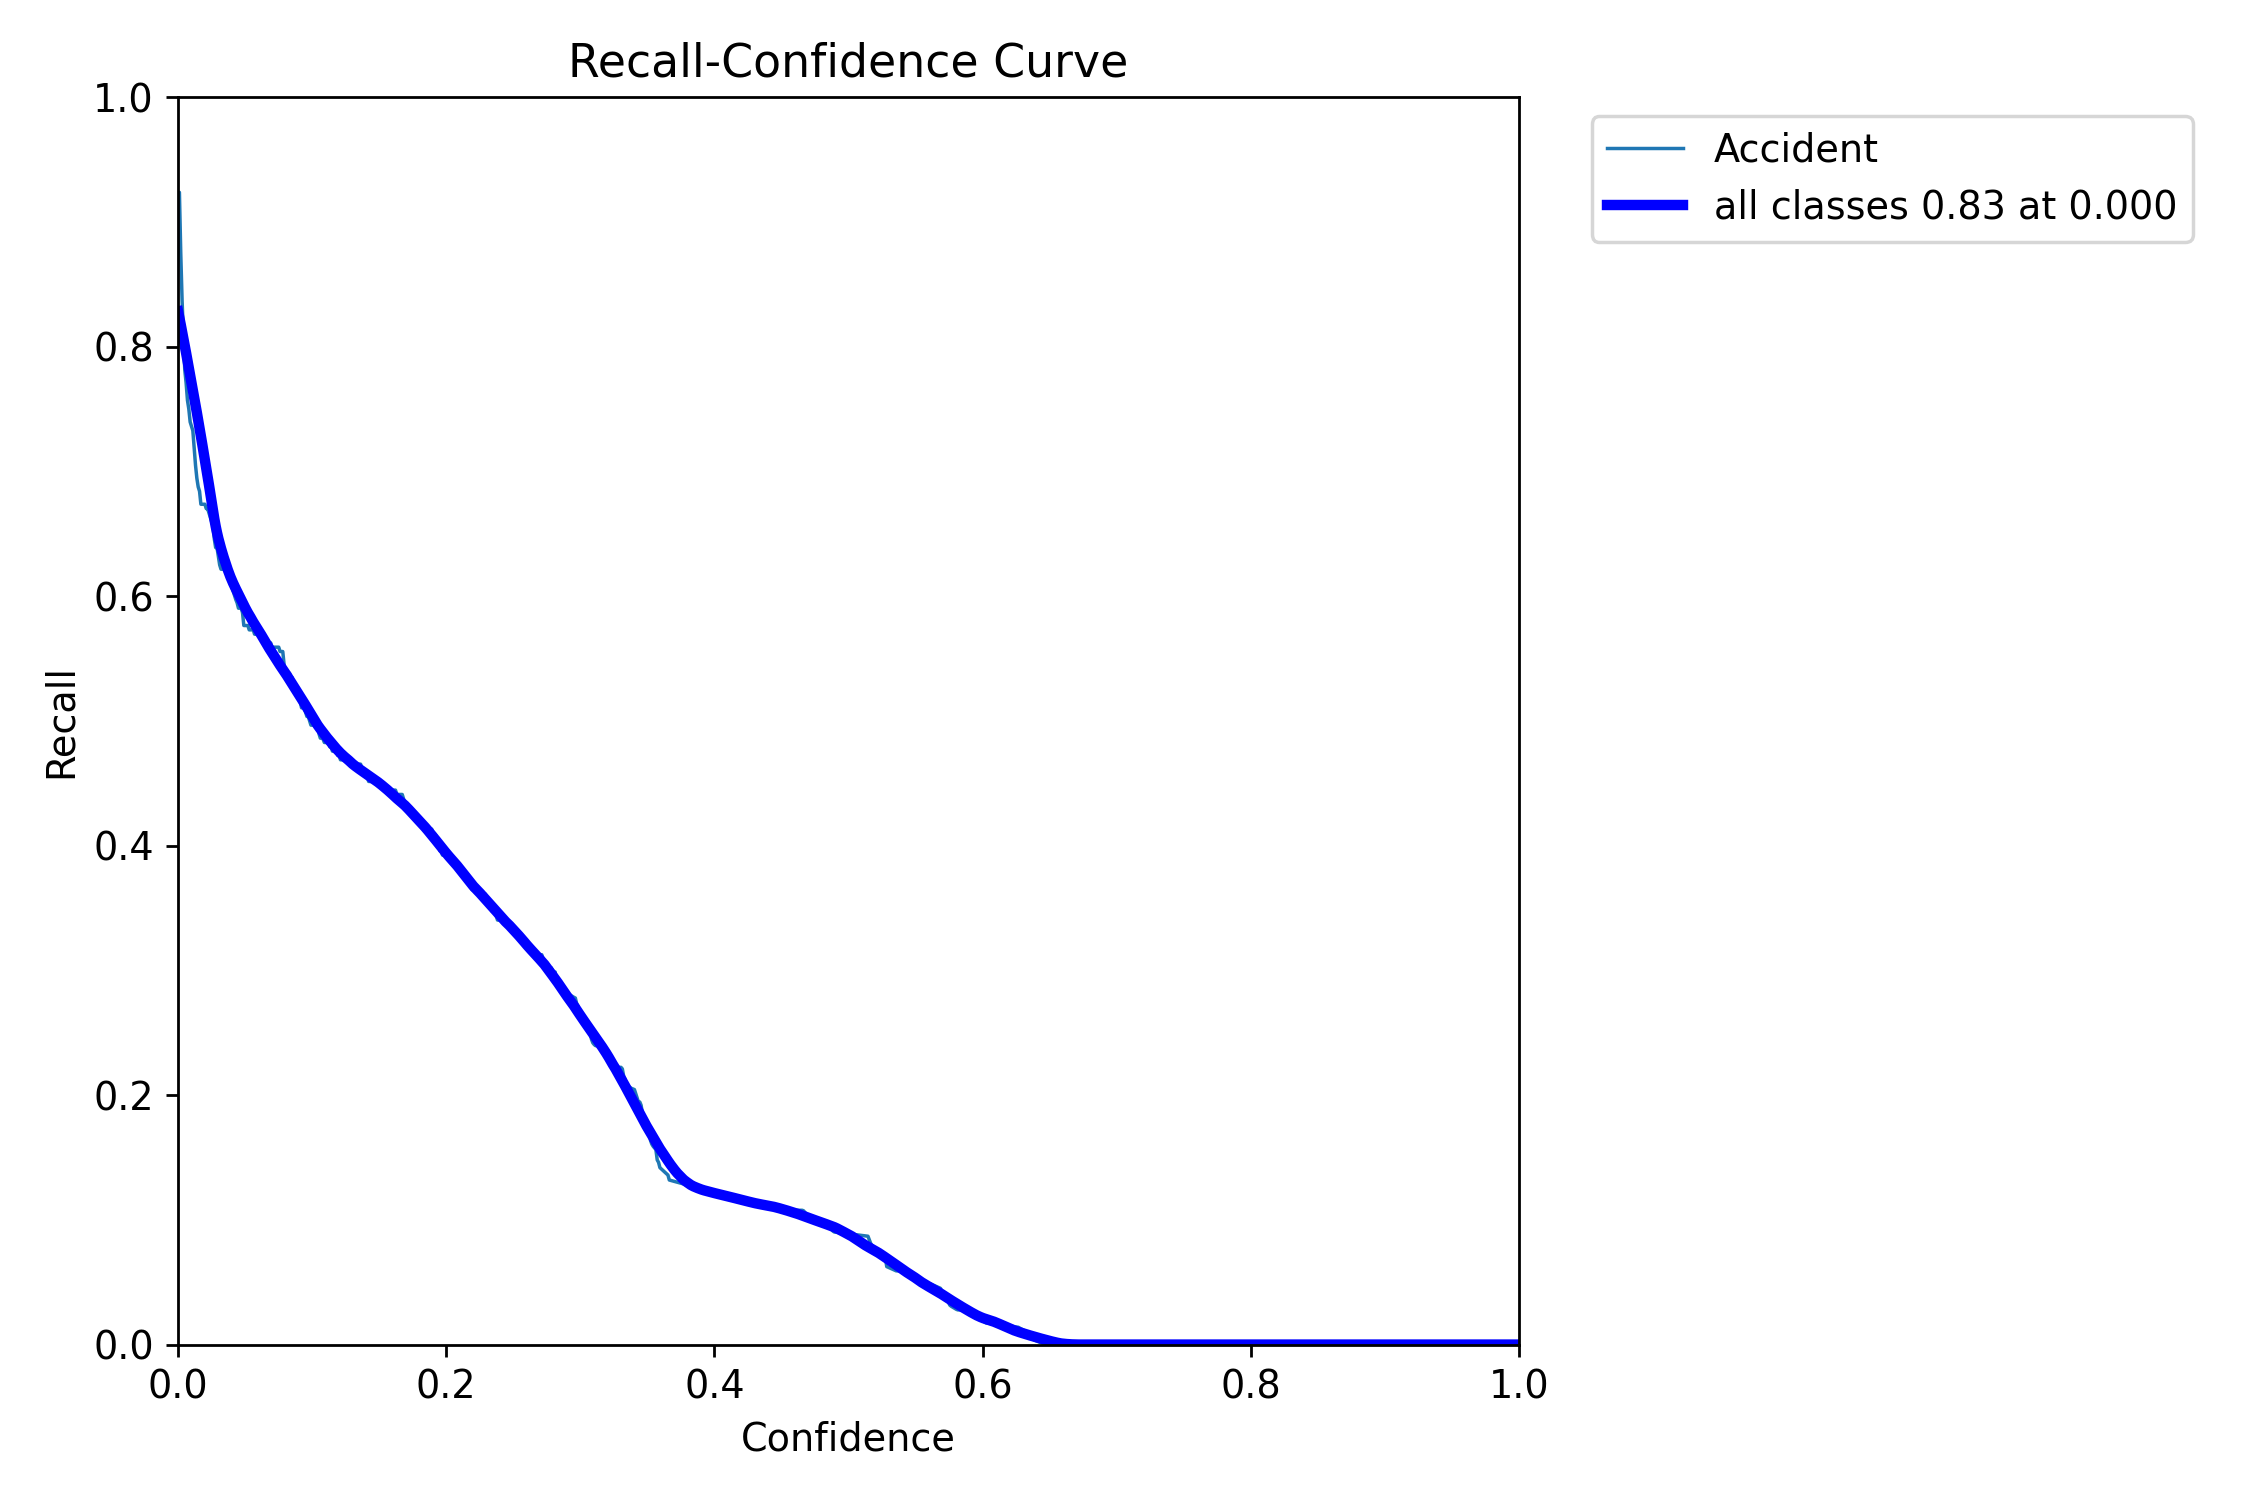 Recall-Confidence Curve
1.0
0.8
0.6
0.4
0.2
0.0
Recall
0.0 0.2 0.4 0.6 0.8 1.0
Confidence
Accident
all classes 0.83 at 0.000